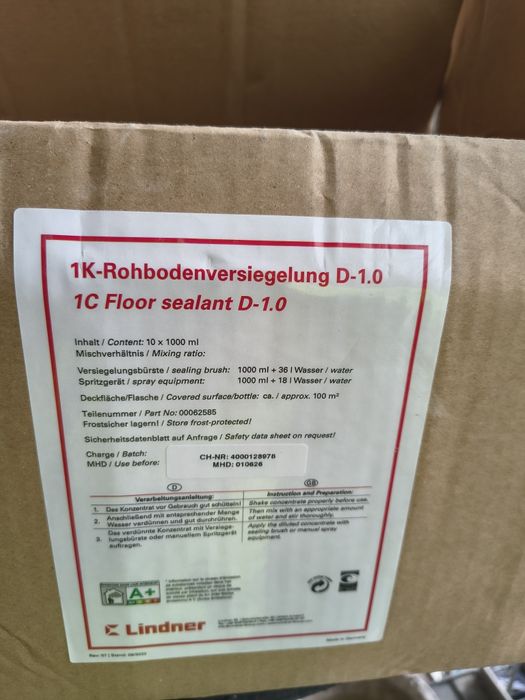 1K-Rohbodenversiegelung D-1.0
1C Floor sealant D-1.0
Inhalt / Content: 10 x 1000 ml
Mischverhältnis / Mixing ratio:
Versiegelungsbürste / sealing brush: 1000 ml + 36 l Wasser / water
Spritzgerät / spray equipment: 1000 ml + 18 l Wasser / water
Deckfläche/Flasche / Covered surface/bottle: ca. / approx. 100 m²
Teilenummer / Part No: 00062585
Frostsicher lagern! / Store frost-protected!
Sicherheitsdatenblatt auf Anfrage / Safety data sheet on request!
Charge / Batch: CH-NR: 4000128978
MHD / Use before: MHD: 010626
D GB
Verarbeitungsanleitung: Instruction and Preparation:
1. Das Konzentrat vor Gebrauch gut schütteln! Shake concentrate properly before use.
2. Anschließend mit entsprechender Menge Then mix with an appropriate amount
Wasser verdünnen und gut durchrühren. of water and stir thoroughly.
3. Das verdünnte Konzentrat mit Versiege- Apply the diluted concentrate with
lungsbürste oder manuellem Spritzgerät sealing brush or manual spray
auftragen. equipment.
A+
Lindner
Made in Germany